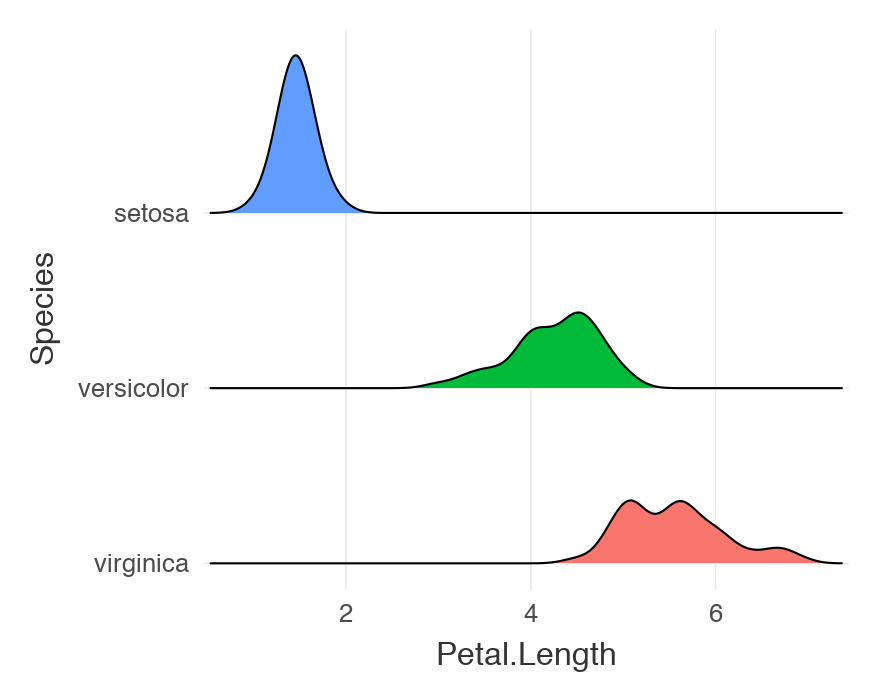 setosa
versicolor
virginica
Species
2 4 6
Petal.Length